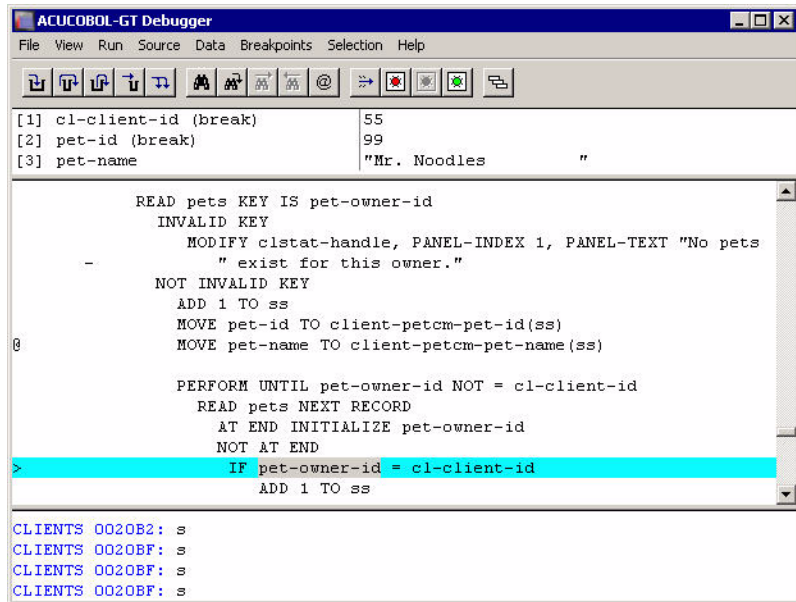 ACUCOBOL-GT Debugger
File View Run Source Data Breakpoints Selection Help
@
[1] cl-client-id (break) 55
[2] pet-id (break) 99
[3] pet-name "Mr. Noodles "
READ pets KEY IS pet-owner-id
INVALID KEY
MODIFY clstat-handle, PANEL-INDEX 1, PANEL-TEXT "No pets
- " exist for this owner."
NOT INVALID KEY
ADD 1 TO ss
MOVE pet-id TO client-petcm-pet-id(ss)
@ MOVE pet-name TO client-petcm-pet-name(ss)
PERFORM UNTIL pet-owner-id NOT = cl-client-id
READ pets NEXT RECORD
AT END INITIALIZE pet-owner-id
NOT AT END
> IF pet-owner-id = cl-client-id
ADD 1 TO ss
CLIENTS 0020B2: s
CLIENTS 0020BF: s
CLIENTS 0020BF: s
CLIENTS 0020BF: s